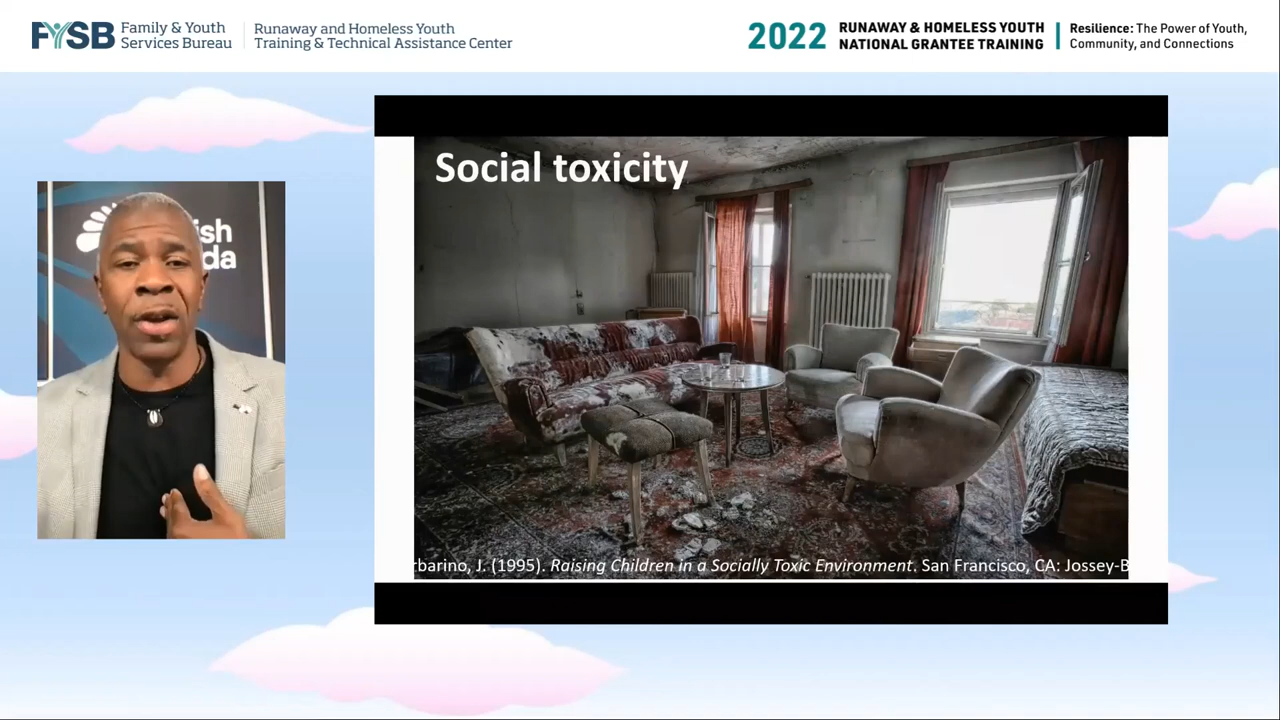 FYSB
Family & Youth
Services Bureau
Runaway and Homeless Youth
Training & Technical Assistance Center
2022
RUNAWAY & HOMELESS YOUTH
NATIONAL GRANTEE TRAINING
Resilience: The Power of Youth,
Community, and Connections
Social toxicity
ish
da
rbarino, J. (1995). Raising Children in a Socially Toxic Environment. San Francisco, CA: Jossey-B